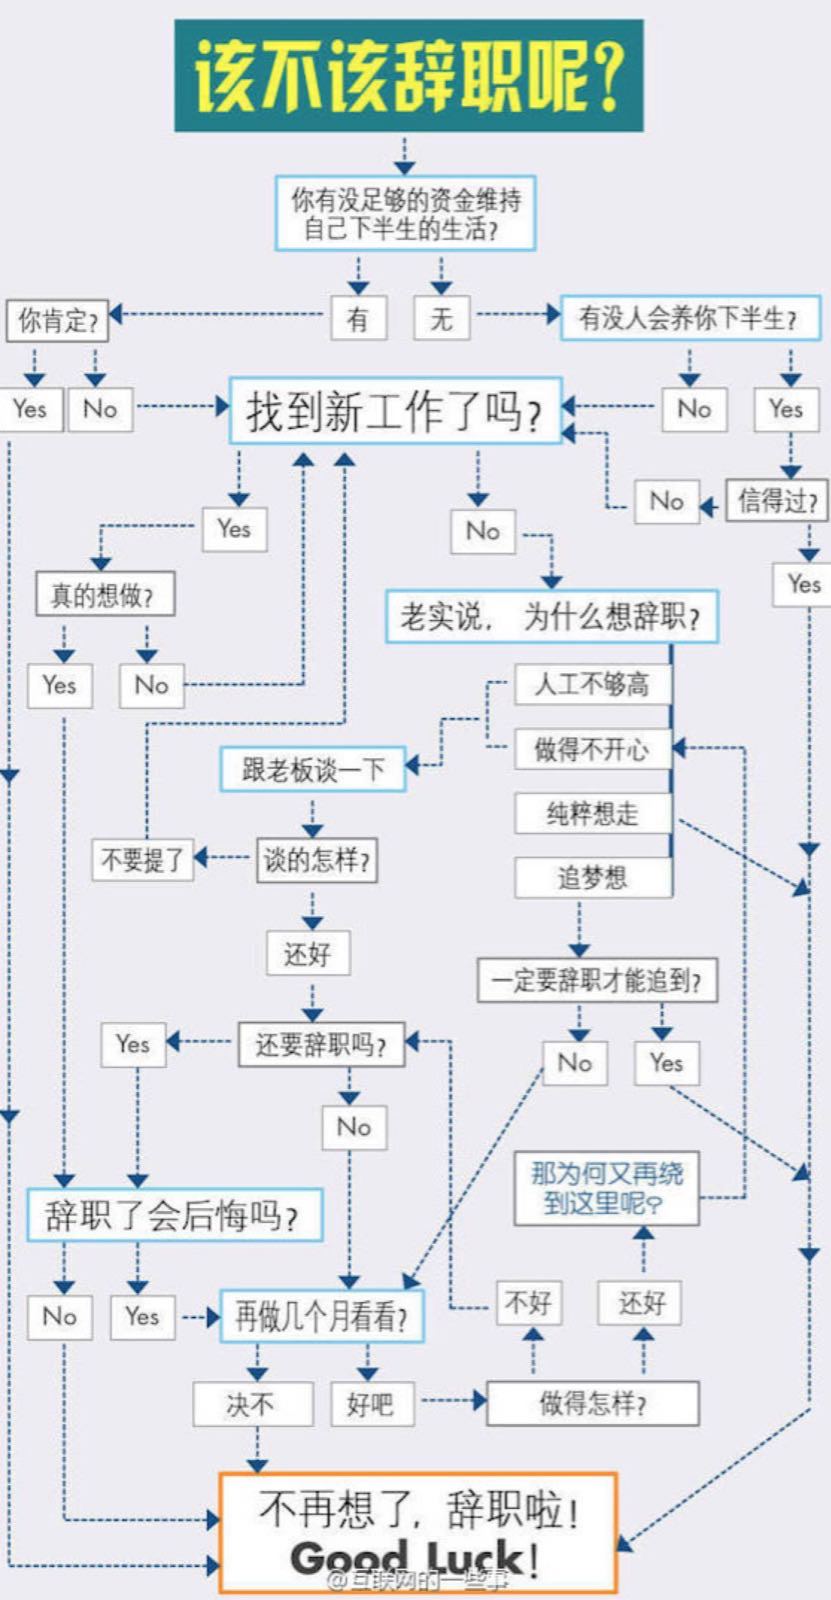 该不该辞职呢?
你有没足够的资金维持
自己下半生的生活?
你肯定?
有
无
有没人会养你下半生?
Yes
No
找到新工作了吗?
No
Yes
No
信得过?
Yes
No
Yes
真的想做?
老实说, 为什么想辞职?
Yes
No
人工不够高
做得不开心
跟老板谈一下
纯粹想走
不要提了
谈的怎样?
追梦想
还好
一定要辞职才能追到?
Yes
还要辞职吗?
No
Yes
No
那为何又再绕
到这里呢?
辞职了会后悔吗?
No
Yes
再做几个月看看?
不好
还好
决不
好吧
做得怎样?
不再想了, 辞职啦!
Good Luck!
@互联网的一些事